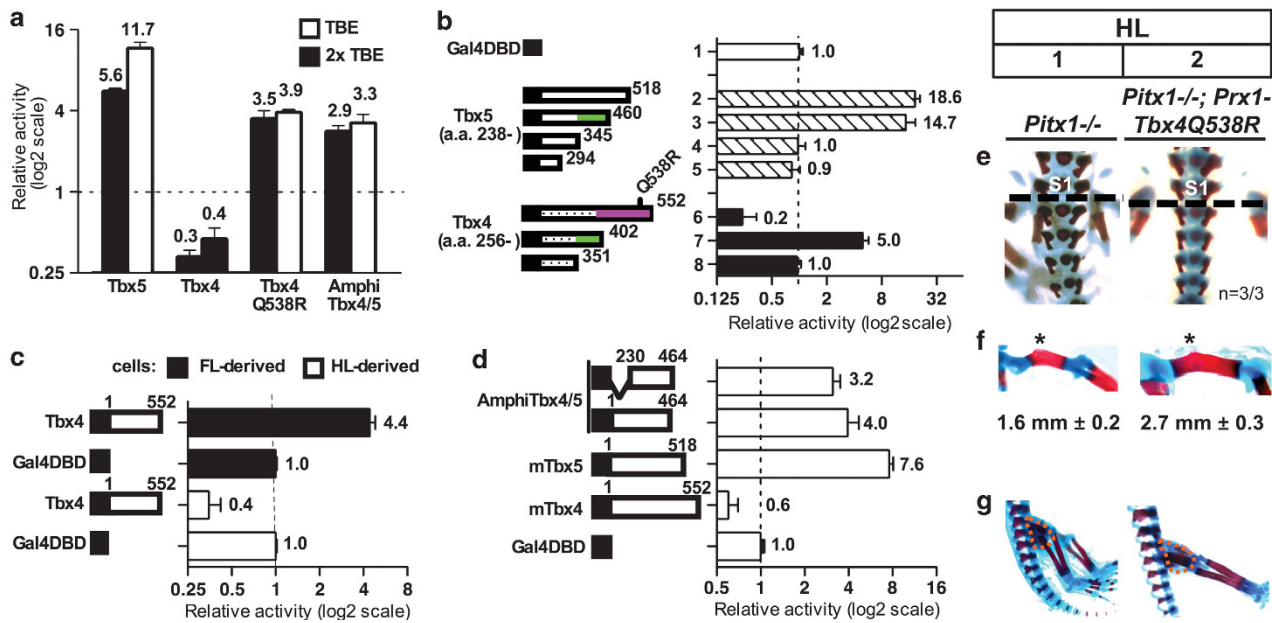 a
16
4
1
0.25
Relative activity
(log2 scale)
TBE
2x TBE
5.6
11.7
0.3
0.4
3.5
3.9
2.9
3.3
Tbx5
Tbx4
Tbx4
Q538R
Amphi
Tbx4/5
b
Gal4DBD
Tbx5
(a.a. 238- )
518
460
345
294
Q538R
Tbx4
(a.a. 256- )
552
402
351
1
1.0
2
18.6
3
14.7
4
1.0
5
0.9
6
0.2
7
5.0
8
1.0
0.125
0.5
2
8
32
Relative activity (log2 scale)
c
cells:
FL-derived
HL-derived
1
552
Tbx4
4.4
Gal4DBD
1.0
1
552
Tbx4
0.4
Gal4DBD
1.0
0.25
0.5
1
2
4
8
Relative activity (log2 scale)
d
230
464
AmphiTbx4/5
3.2
1
464
4.0
1
518
mTbx5
7.6
1
552
mTbx4
0.6
Gal4DBD
1.0
0.5
1
2
4
8
16
Relative activity (log2 scale)
HL
1
2
Pitx1-/-
Pitx1-/-; Prx1-
Tbx4Q538R
e
S1
S1
n=3/3
f
*
*
1.6 mm ± 0.2
2.7 mm ± 0.3
g